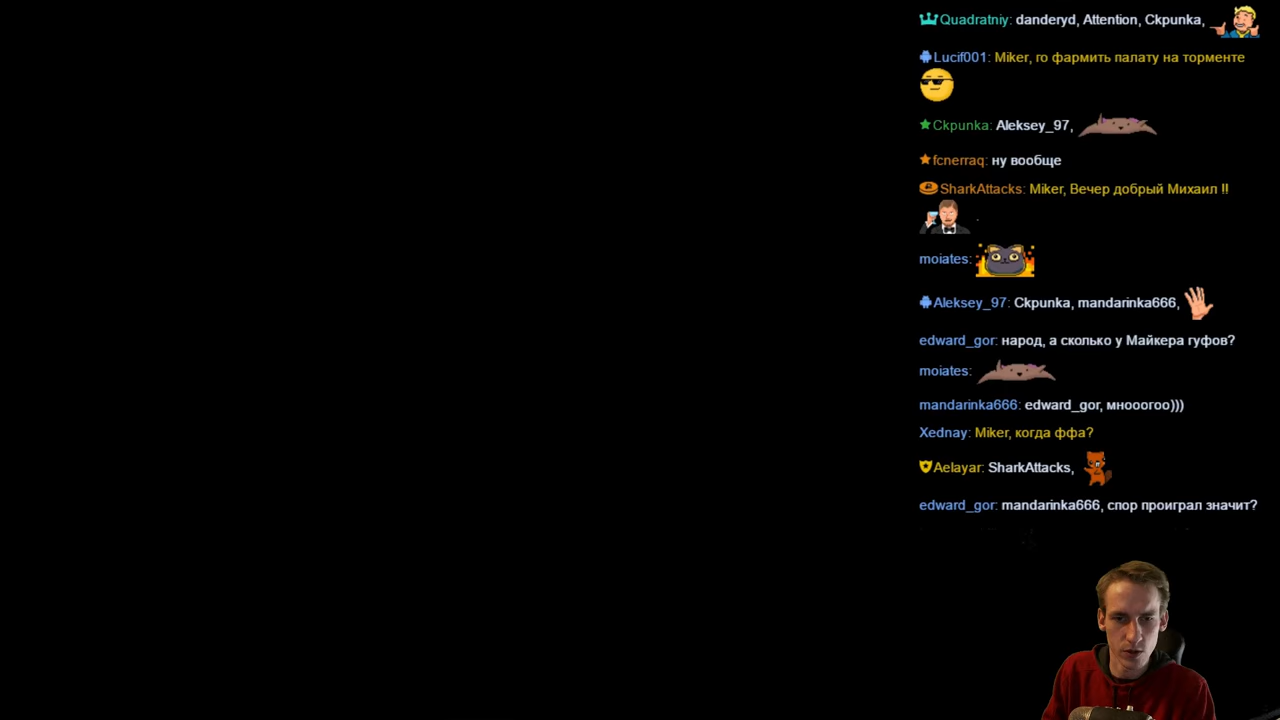 Quadratniy: danderyd, Attention, Ckpunka,
Lucif001: Miker, го фармить палату на торменте
Ckpunka: Aleksey_97,
fcnerraq: ну вообще
SharkAttacks: Miker, Вечер добрый Михаил !!
.
moiates:
Aleksey_97: Ckpunka, mandarinka666,
edward_gor: народ, а сколько у Майкера гуфов?
moiates:
mandarinka666: edward_gor, мнооогоо)))
Xednay: Miker, когда ффа?
Aelayar: SharkAttacks,
edward_gor: mandarinka666, спор проиграл значит?